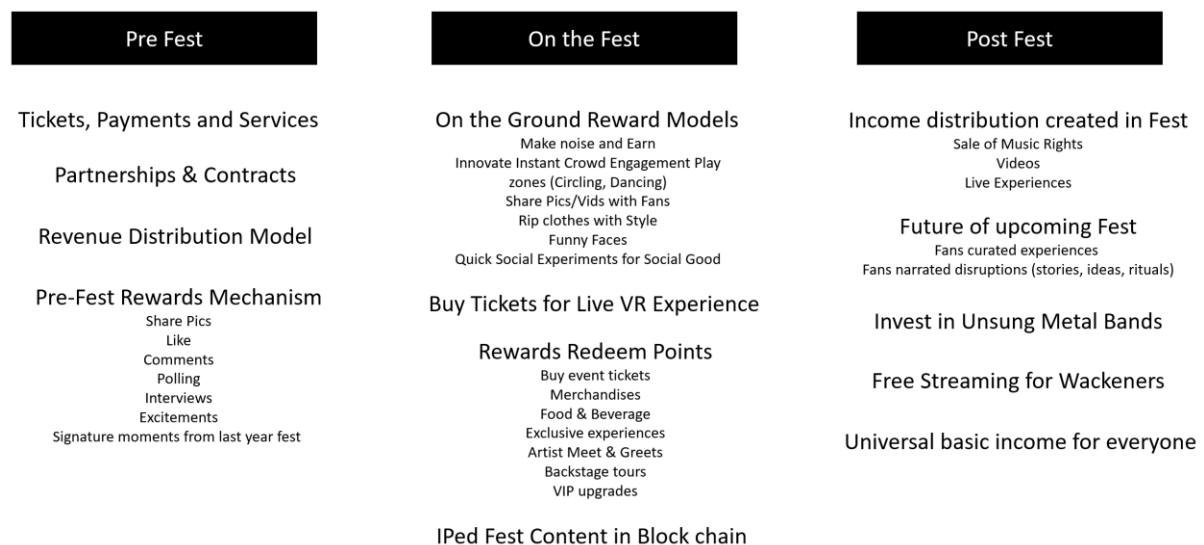 Pre Fest
Tickets, Payments and Services
Partnerships & Contracts
Revenue Distribution Model
Pre-Fest Rewards Mechanism
Share Pics
Like
Comments
Polling
Interviews
Excitements
Signature moments from last year fest
On the Fest
On the Ground Reward Models
Make noise and Earn
Innovate Instant Crowd Engagement Play
zones (Circling, Dancing)
Share Pics/Vids with Fans
Rip clothes with Style
Funny Faces
Quick Social Experiments for Social Good
Buy Tickets for Live VR Experience
Rewards Redeem Points
Buy event tickets
Merchandises
Food & Beverage
Exclusive experiences
Artist Meet & Greets
Backstage tours
VIP upgrades
IPed Fest Content in Block chain
Post Fest
Income distribution created in Fest
Sale of Music Rights
Videos
Live Experiences
Future of upcoming Fest
Fans curated experiences
Fans narrated disruptions (stories, ideas, rituals)
Invest in Unsung Metal Bands
Free Streaming for Wackeners
Universal basic income for everyone